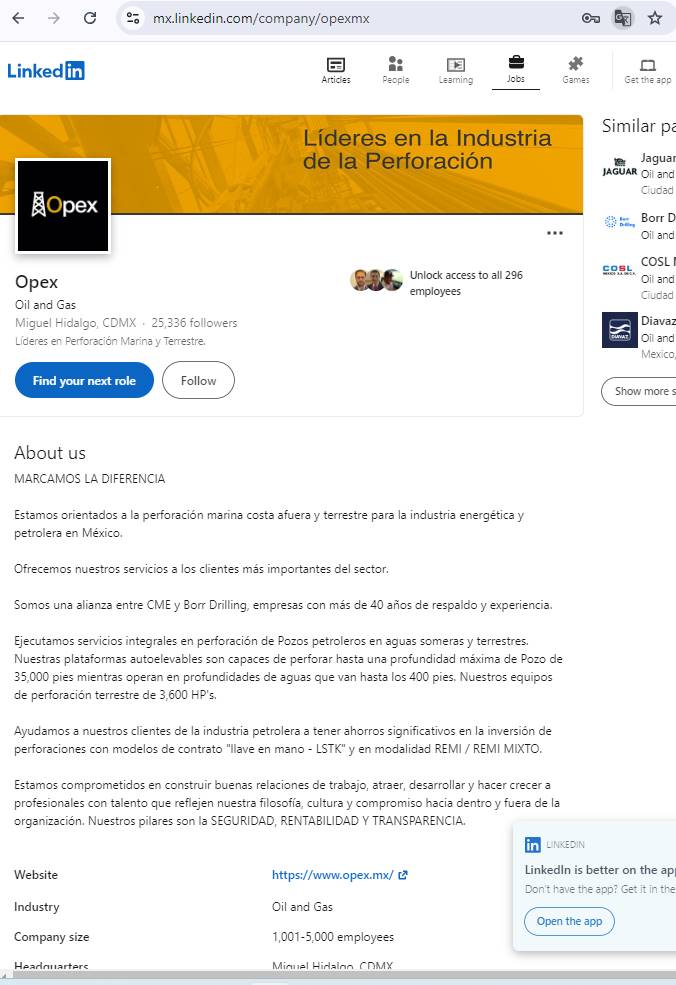 mx.linkedin.com/company/opexmx
Linked in
Articles
People
Learning
Jobs
Games
Get the app
Líderes en la Industria
de la Perforación
Opex
Opex
Oil and Gas
Miguel Hidalgo, CDMX · 25,336 followers
Líderes en Perforación Marina y Terrestre.
Unlock access to all 296
employees
Find your next role
Follow
Similar pa
JAGUAR
Jaguar
Oil and
Ciudad
Borr Drilling
Borr D
Oil and
COSL
COSL M
Oil and
Ciudad
DIAVAZ
Diavaz
Oil and
Mexico,
Show more s
About us
MARCAMOS LA DIFERENCIA
Estamos orientados a la perforación marina costa afuera y terrestre para la industria energética y
petrolera en México.
Ofrecemos nuestros servicios a los clientes más importantes del sector.
Somos una alianza entre CME y Borr Drilling, empresas con más de 40 años de respaldo y experiencia.
Ejecutamos servicios integrales en perforación de Pozos petroleros en aguas someras y terrestres.
Nuestras plataformas autoelevables son capaces de perforar hasta una profundidad máxima de Pozo de
35,000 pies mientras operan en profundidades de aguas que van hasta los 400 pies. Nuestros equipos
de perforación terrestre de 3,600 HP's.
Ayudamos a nuestros clientes de la industria petrolera a tener ahorros significativos en la inversión de
perforaciones con modelos de contrato "llave en mano - LSTK" y en modalidad REMI / REMI MIXTO.
Estamos comprometidos en construir buenas relaciones de trabajo, atraer, desarrollar y hacer crecer a
profesionales con talento que reflejen nuestra filosofía, cultura y compromiso hacia dentro y fuera de la
organización. Nuestros pilares son la SEGURIDAD, RENTABILIDAD Y TRANSPARENCIA.
Website
https://www.opex.mx/
Industry
Oil and Gas
Company size
1,001-5,000 employees
Headquarters
Miguel Hidalgo, CDMX
in LINKEDIN
LinkedIn is better on the app
Don't have the app? Get it in the
Open the app